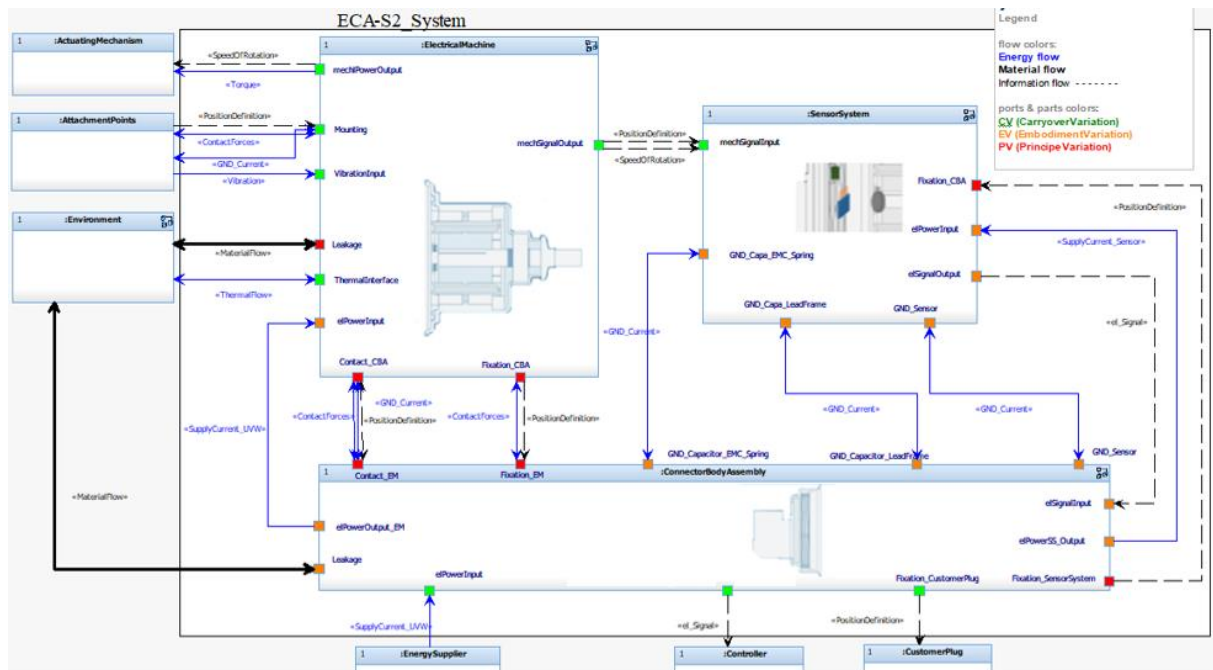 ECA-S2_System
Legend
flow colors:
Energy flow
Material flow
Information flow - - - - - - -
ports & parts colors:
CV (CarryoverVariation)
EV (EmbodimentVariation)
PV (PrincipeVariation)
1 :ActuatingMechanism
«SpeedOfRotation»
«Torque»
1 :AttachmentPoints
«PositionDefinition»
«ContactForces»
«GND_Current»
«Vibration»
1 :Environment
«MaterialFlow»
«ThermalFlow»
1 :ElectricalMachine
mechlPowerOutput
Mounting
mechSignalOutput
VibrationInput
Leakage
ThermalInterface
elPowerInput
Contact_CBA
Fixation_CBA
«PositionDefinition»
«SpeedOfRotation»
1 :SensorSystem
mechSignalInput
Fixation_CBA
elPowerInput
GND_Capa_EMC_Spring
elSignalOutput
GND_Capa_LeadFrame
GND_Sensor
«PositionDefinition»
«SupplyCurrent_Sensor»
«el_Signal»
«GND_Current»
«GND_Current»
«GND_Current»
«GND_Current»
«ContactForces»
«PositionDefinition»
«ContactForces»
«PositionDefinition»
«SupplyCurrent_UVW»
«MaterialFlow»
GND_Capacitor_EMC_Spring
GND_Capacitor_LeadFrame
GND_Sensor
1 :ConnectorBodyAssembly
Contact_EM
Fixation_EM
elSignalInput
elPowerOutput_EM
elPowerSS_Output
Leakage
elPowerInput
Fixation_CustomerPlug
Fixation_SensorSystem
«SupplyCurrent_UVW»
«el_Signal»
«PositionDefinition»
1 :EnergySupplier
1 :Controller
1 :CustomerPlug